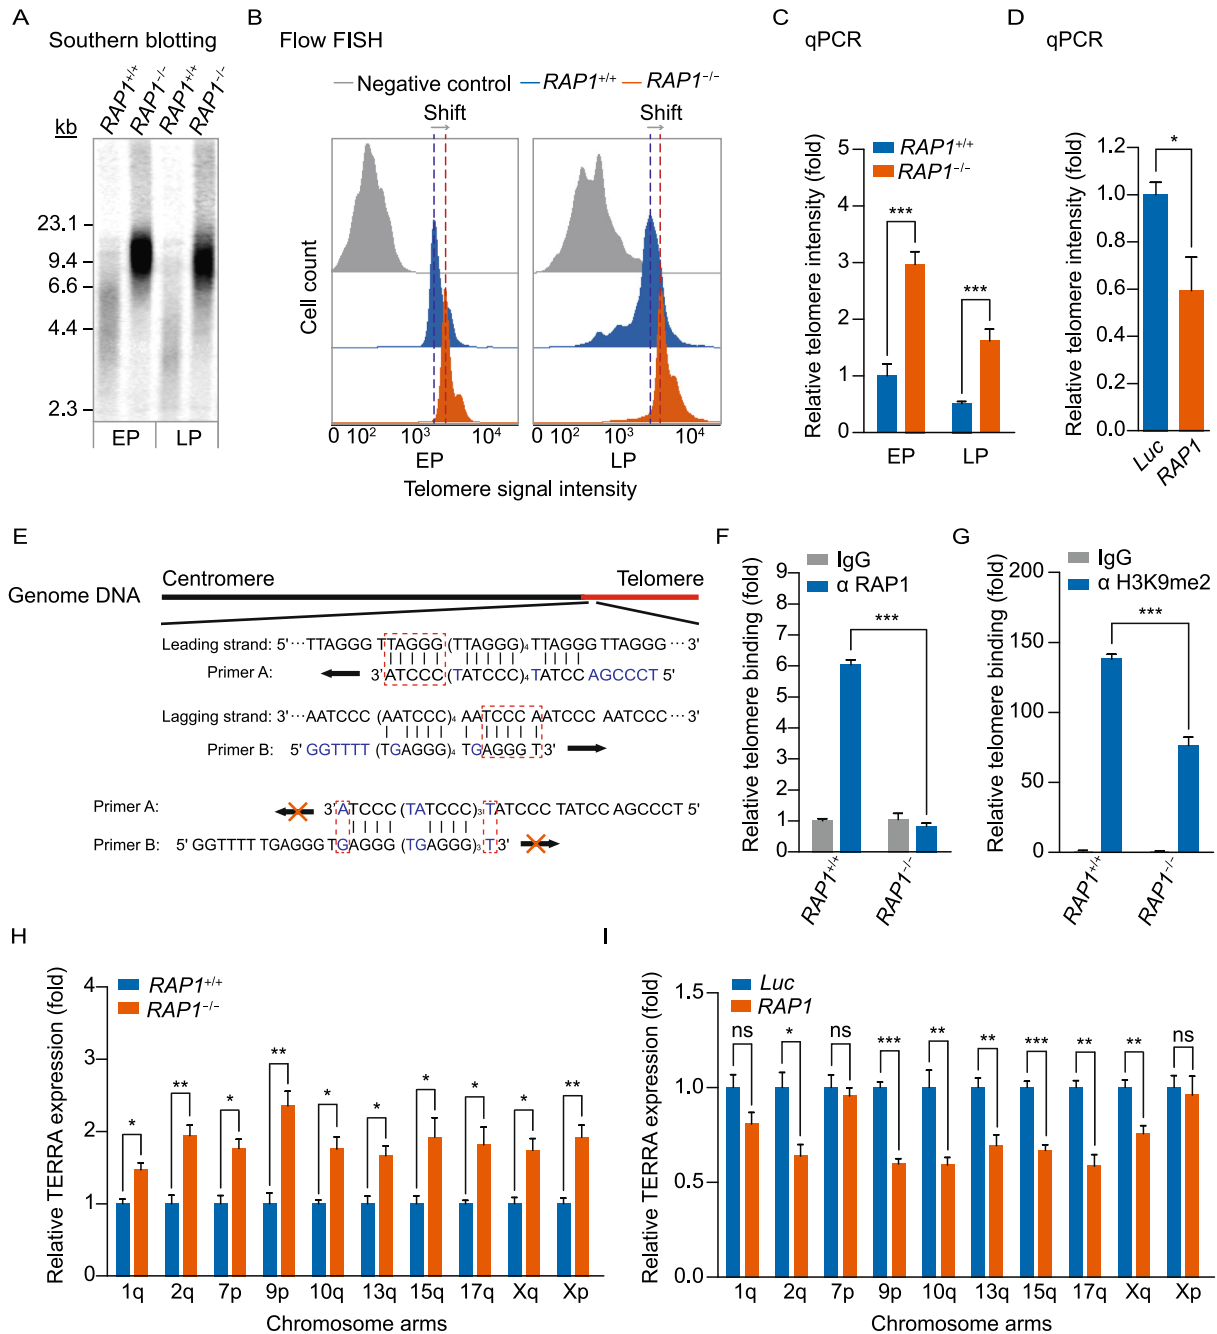 A
Southern blotting
RAP1+/+ RAP1−/− RAP1+/+ RAP1−/−
kb
23.1
9.4
6.6
4.4
2.3
EP LP
B
Flow FISH
Negative control RAP1+/+ RAP1−/−
Shift Shift
Cell count
0 10² 10³ 10⁴ 0 10² 10³ 10⁴
EP LP
Telomere signal intensity
C
qPCR
Relative telomere intensity (fold)
RAP1+/+
RAP1−/−
5
4
3
2
1
0
*** ***
EP LP
D
qPCR
Relative telomere intensity (fold)
1.2
1.0
0.8
0.6
0.4
0.2
0.0
*
Luc RAP1
E
Genome DNA
Centromere Telomere
Leading strand: 5'···TTAGGG TTAGGG (TTAGGG)₄ TTAGGG TTAGGG ···3'
Primer A: 3'ATCCC (TATCCC)₄ TATCC AGCCCT 5'
Lagging strand: 3'···AATCCC (AATCCC)₄ AATCCC AATCCC AATCCC ···3'
Primer B: 5' GGTTTT (TGAGGG)₄ TGAGGG T3'
Primer A: 3'ATCCC (TATCCC)₃ TATCCC TATCC AGCCCT 5'
Primer B: 5' GGTTTT TGAGGG TGAGGG (TGAGGG)₃ T3'
F
Relative telomere binding (fold)
IgG
α RAP1
9
8
7
6
5
4
3
2
1
0
***
RAP1+/+ RAP1−/−
G
Relative telomere binding (fold)
IgG
α H3K9me2
200
150
100
50
0
***
RAP1+/+ RAP1−/−
H
Relative TERRA expression (fold)
RAP1+/+
RAP1−/−
4
3
2
1
0
* ** * ** * * * * * **
1q 2q 7p 9p 10q 13q 15q 17q Xq Xp
Chromosome arms
I
Relative TERRA expression (fold)
Luc
RAP1
1.5
1.0
0.5
0.0
ns * ns *** ** ** *** ** ** ns
1q 2q 7p 9p 10q 13q 15q 17q Xq Xp
Chromosome arms